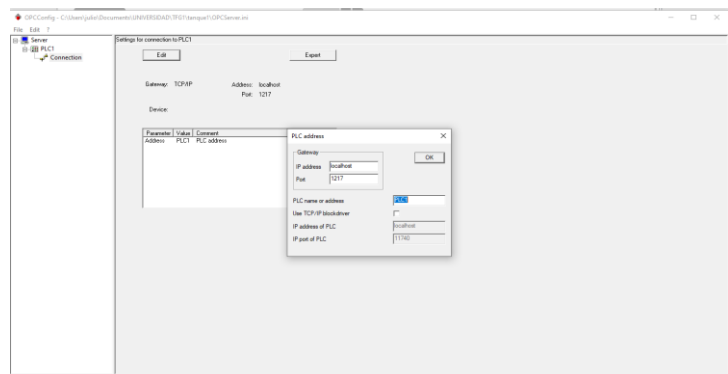 OPCConfig - C:\Users\julio\Documents\UNIVERSIDAD\TFG\tanque1\OPCServer.ini
File Edit ?
Server
PLC1
Connection
Settings for connection to PLC1
Edit Export
Gateway: TCP/IP Address: localhost
Port: 1217
Device:
Parameter Value Comment
Address PLC1 PLC address
PLC address
Gateway
IP address localhost
Port 1217
OK
PLC name or address PLC1
Use TCP/IP blockdriver
IP address of PLC localhost
IP port of PLC 11740